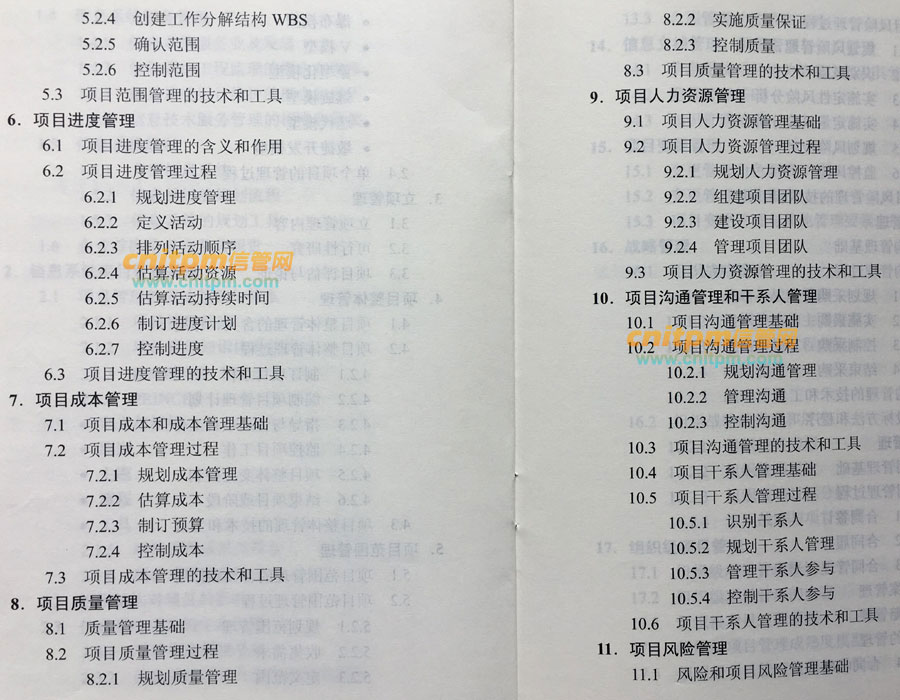 5.2.4 创建工作分解结构 WBS
5.2.5 确认范围
5.2.6 控制范围
5.3 项目范围管理的技术和工具
6. 项目进度管理
6.1 项目进度管理的含义和作用
6.2 项目进度管理过程
6.2.1 规划进度管理
6.2.2 定义活动
6.2.3 排列活动顺序
cnitom信管网
6.2.4 估算活动资源
www.cnitpm.com
6.2.5 估算活动持续时间
6.2.6 制订进度计划
6.2.7 控制进度
6.3 项目进度管理的技术和工具
7. 项目成本管理
7.1 项目成本和成本管理基础
7.2 项目成本管理过程
7.2.1 规划成本管理
7.2.2 估算成本
7.2.3 制订预算
7.2.4 控制成本
7.3 项目成本管理的技术和工具
8. 项目质量管理
8.1 质量管理基础
8.2 项目质量管理过程
8.2.1 规划质量管理
8.2.2 实施质量保证
8.2.3 控制质量
8.3 项目质量管理的技术和工具
9. 项目人力资源管理
9.1 项目人力资源管理基础
9.2 项目人力资源管理过程
9.2.1 规划人力资源管理
9.2.2 组建项目团队
9.2.3 建设项目团队
9.2.4 管理项目团队
9.3 项目人力资源管理的技术和工具
10. 项目沟通管理和干系人管理
10.1 项目沟通管理基础
cnitom信管网
10.2 项目沟通管理过程
www.cnitpm.com
10.2.1 规划沟通管理
10.2.2 管理沟通
10.2.3 控制沟通
10.3 项目沟通管理的技术和工具
10.4 项目干系人管理基础
10.5 项目干系人管理过程
10.5.1 识别干系人
10.5.2 规划干系人管理
10.5.3 管理干系人参与
10.5.4 控制干系人参与
10.6 项目干系人管理的技术和工具
11. 项目风险管理
11.1 风险和项目风险管理基础